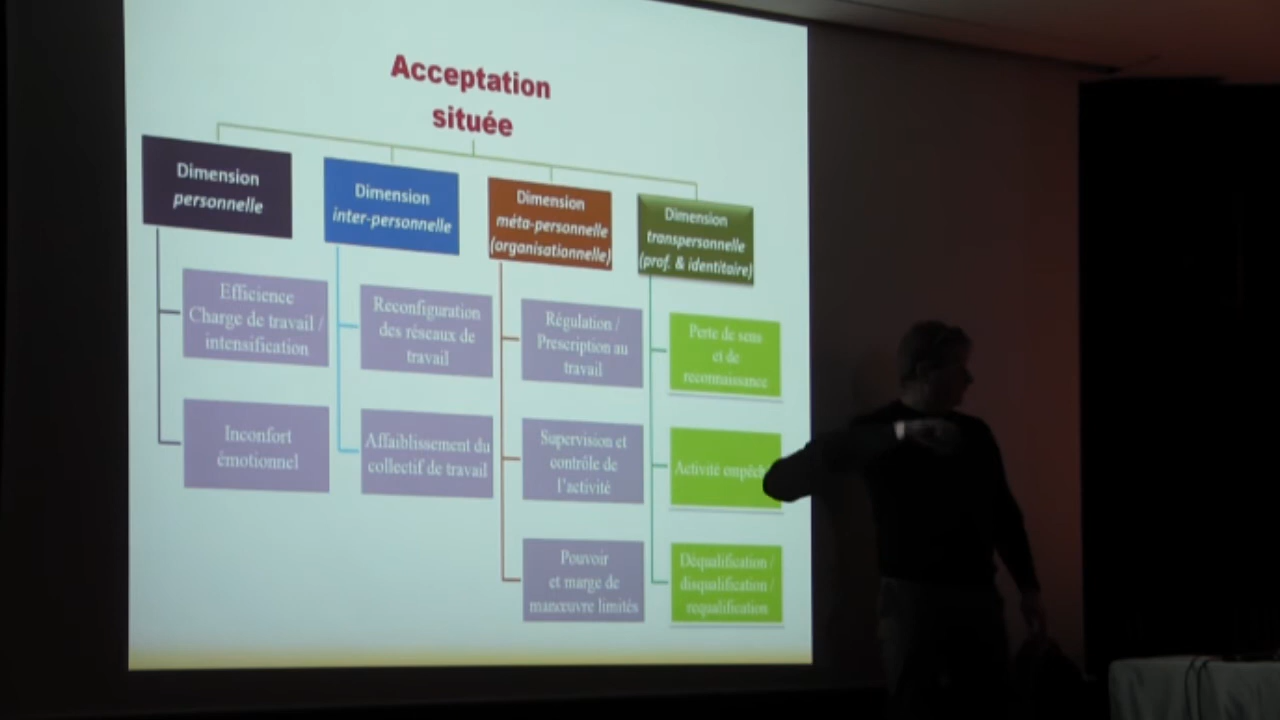 Acceptation
située
Dimension
personnelle
Dimension
inter-personnelle
Dimension
méta-personnelle
(organisationnelle)
Dimension
transpersonnelle
(prof. & identitaire)
Efficience
Charge de travail /
intensification
Inconfort
émotionnel
Reconfiguration
des réseaux de
travail
Affaiblissement du
collectif de travail
Régulation /
Prescription au
travail
Supervision et
contrôle de
l'activité
Pouvoir
et marge de
manœuvre limités
Perte de sens
et de
reconnaissance
Activité
Déqualification /
disqualification /
requalification